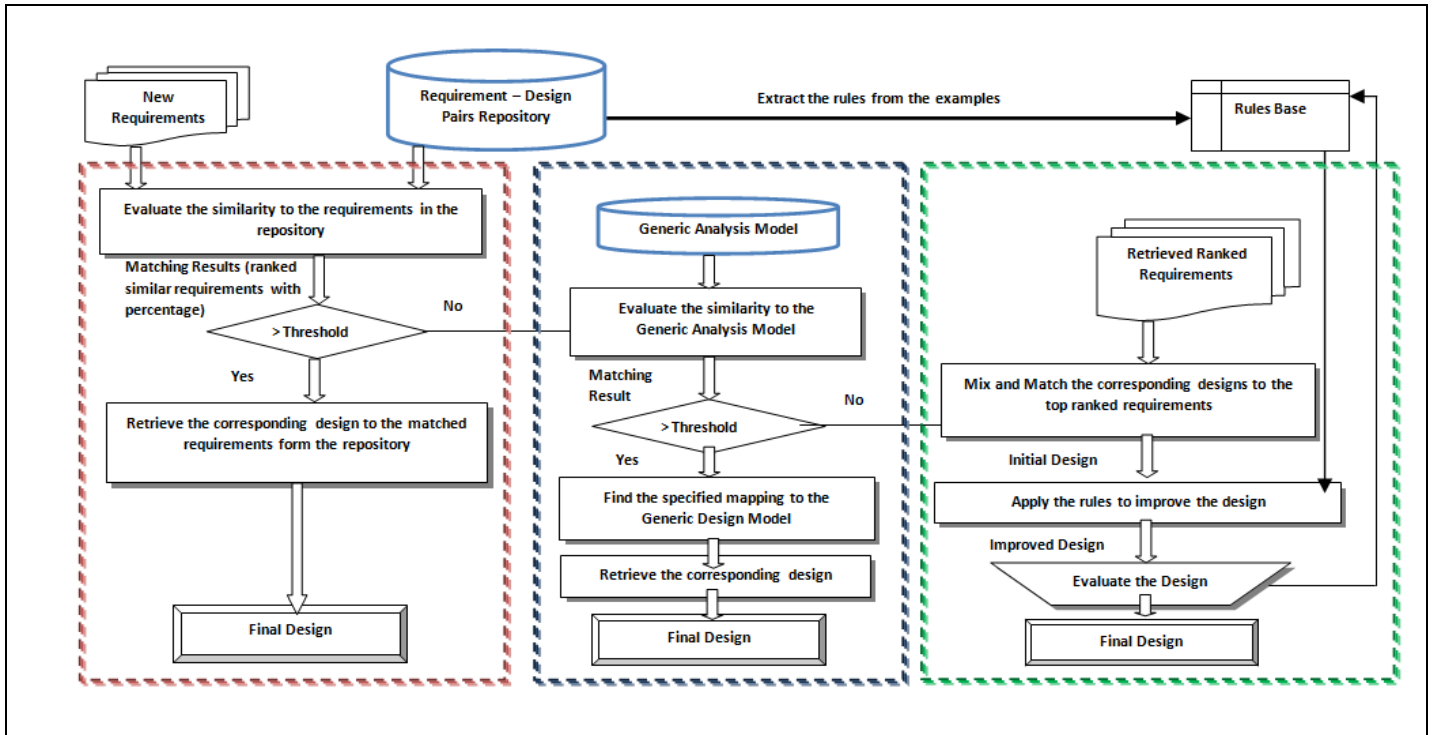 New
Requirements
Requirement – Design
Pairs Repository
Extract the rules from the examples
Rules Base
Evaluate the similarity to the requirements in the
repository
Matching Results (ranked
similar requirements with
percentage)
> Threshold
No
Yes
Retrieve the corresponding design to the matched
requirements form the repository
Final Design
Generic Analysis Model
Evaluate the similarity to the
Generic Analysis Model
Matching
Result
> Threshold
No
Yes
Find the specified mapping to the
Generic Design Model
Retrieve the corresponding design
Final Design
Retrieved Ranked
Requirements
Mix and Match the corresponding designs to the
top ranked requirements
Initial Design
Apply the rules to improve the design
Improved Design
Evaluate the Design
Final Design